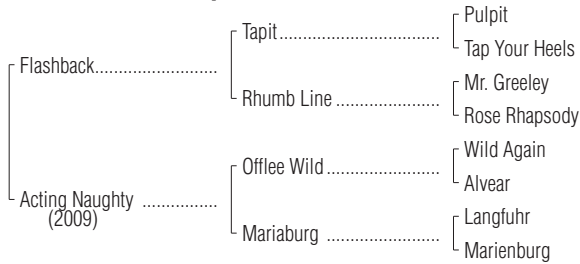 Pulpit
Tapit
Tap Your Heels
Flashback
Mr. Greeley
Rhumb Line
Rose Rhapsody
Wild Again
Offlee Wild
Alvear
Acting Naughty
(2009)
Langfuhr
Mariaburg
Marienburg